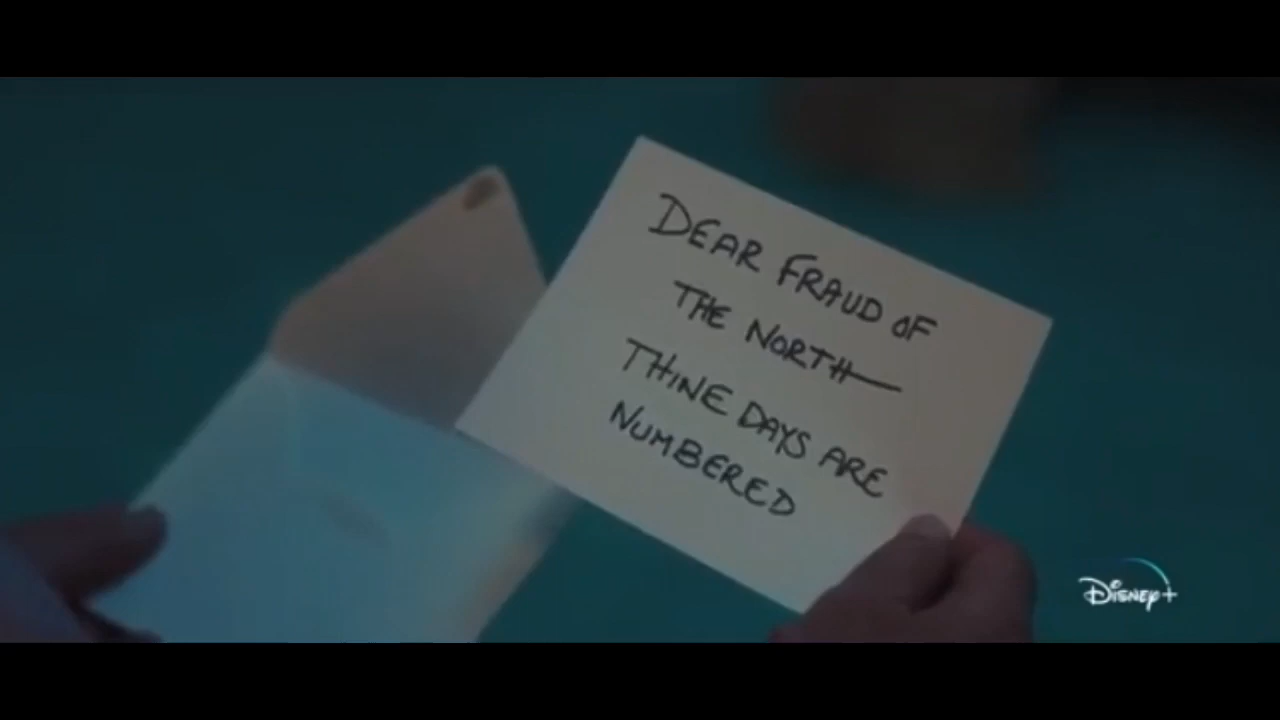 DEAR FRAUD OF
THE NORTH—
THINE DAYS ARE
NUMBERED
Disney+